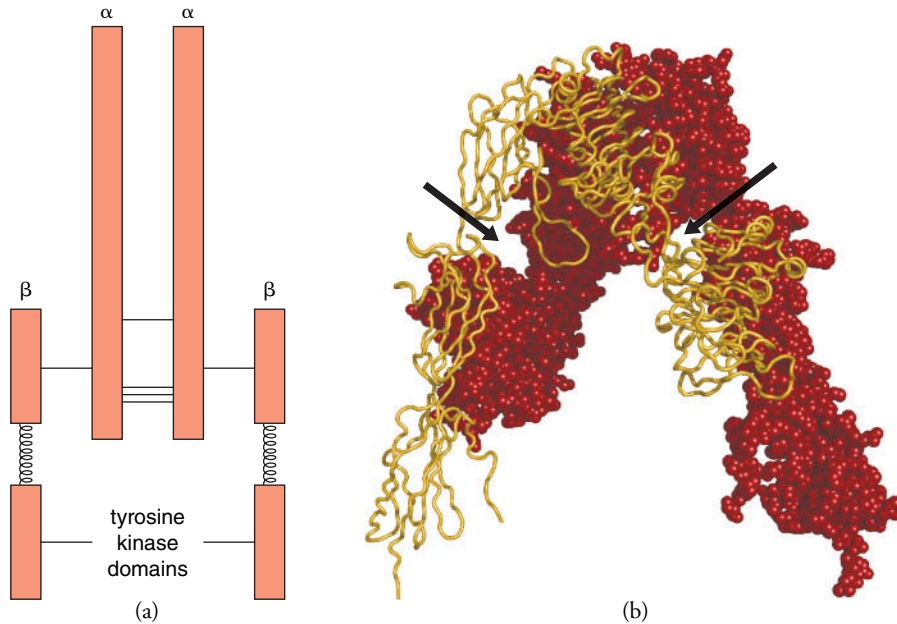 α α
β β
tyrosine
kinase
domains
(a) (b)